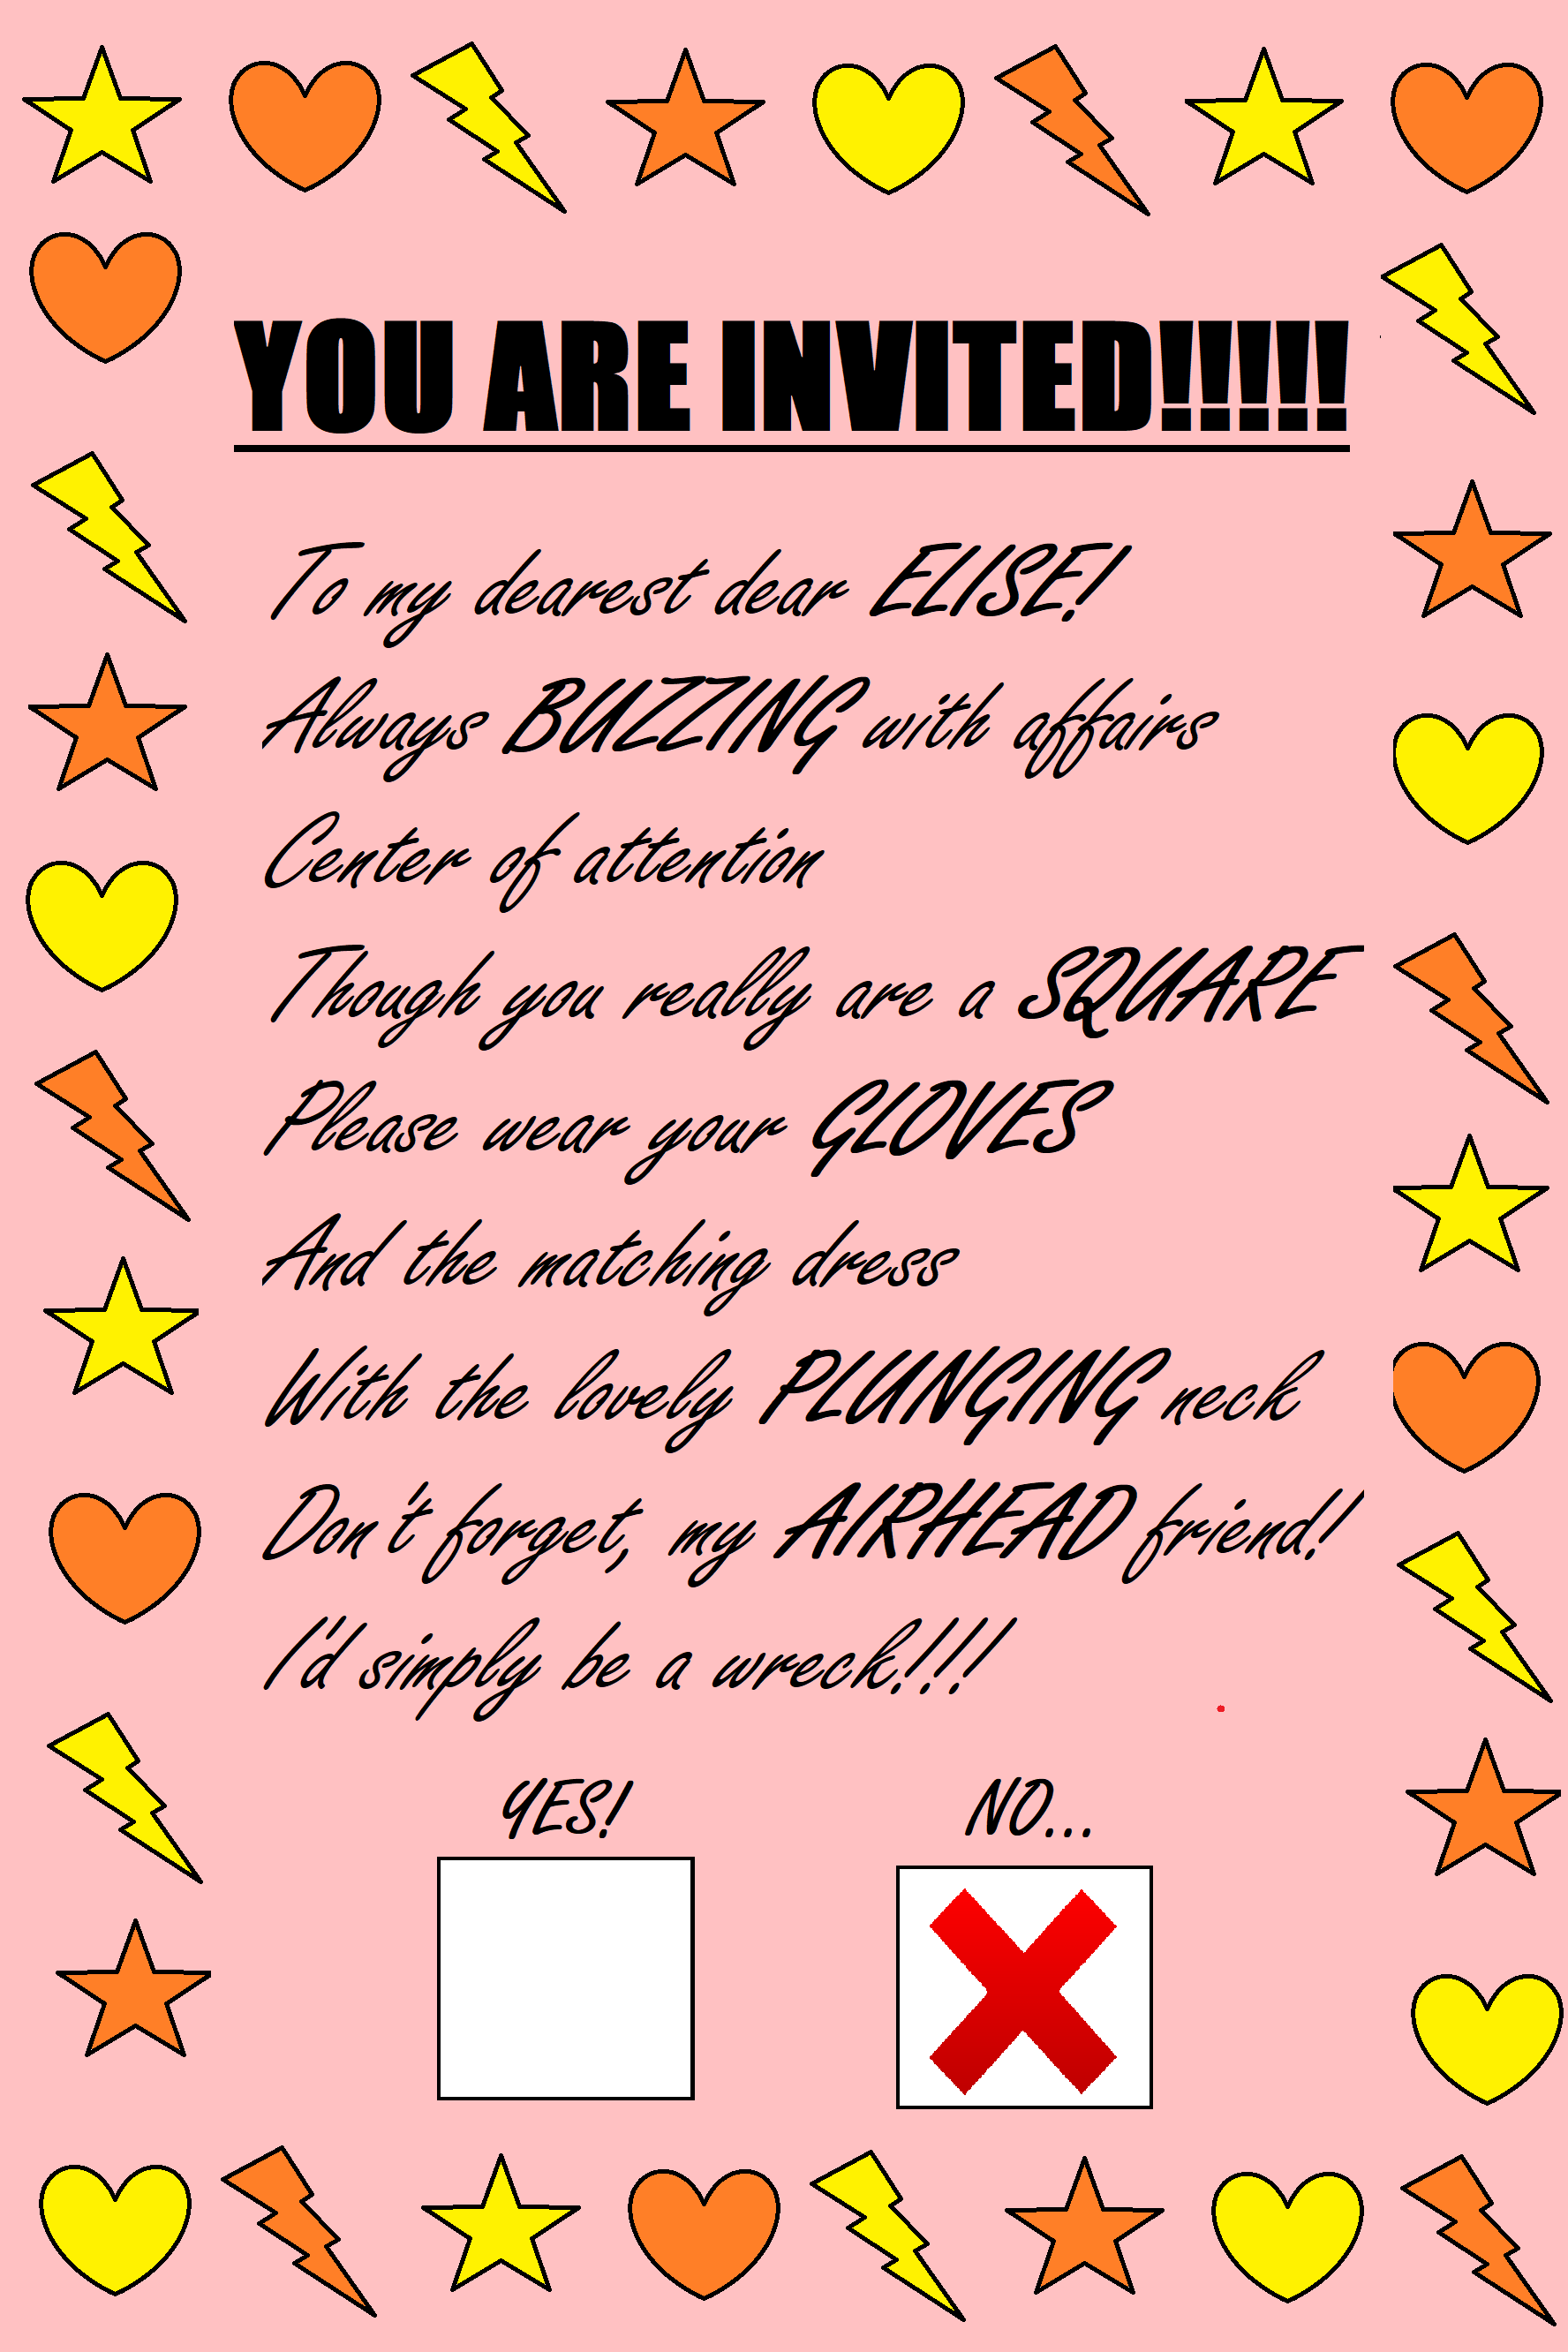 YOU ARE INVITED!!!!!
To my dearest dear ELISE!
Always BUZZING with affairs
Center of attention
Though you really are a SQUARE
Please wear your GLOVES
And the matching dress
With the lovely PLUNGING neck
Don't forget, my AIRHEAD friend!
I'd simply be a wreck!!!
YES! NO...